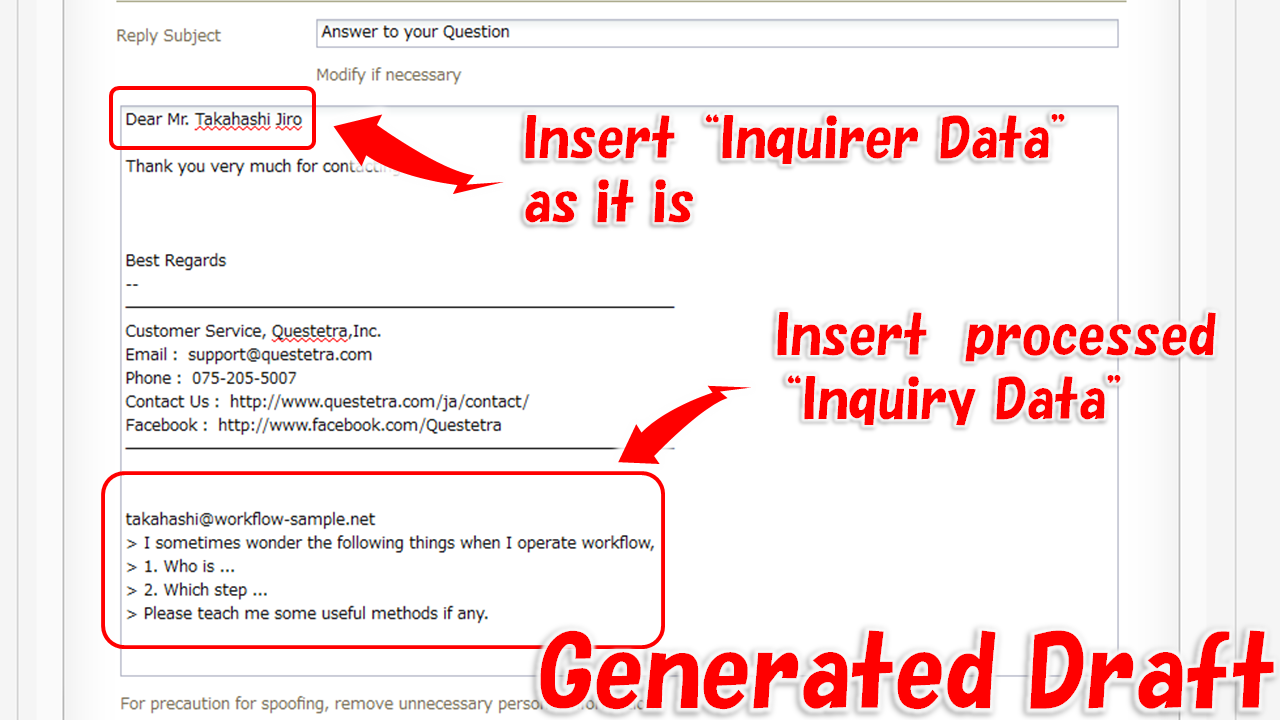 Reply Subject
Answer to your Question
Modify if necessary
Dear Mr. Takahashi Jiro
Insert “Inquirer Data”
as it is
Thank you very much for contacting
Best Regards
--
Customer Service, Questetra,Inc.
Email : support@questetra.com
Phone : 075-205-5007
Contact Us : http://www.questetra.com/ja/contact/
Facebook : http://www.facebook.com/Questetra
Insert processed
“Inquiry Data”
takahashi@workflow-sample.net
> I sometimes wonder the following things when I operate workflow,
> 1. Who is ...
> 2. Which step ...
> Please teach me some useful methods if any.
Generated Draft
For precaution for spoofing, remove unnecessary